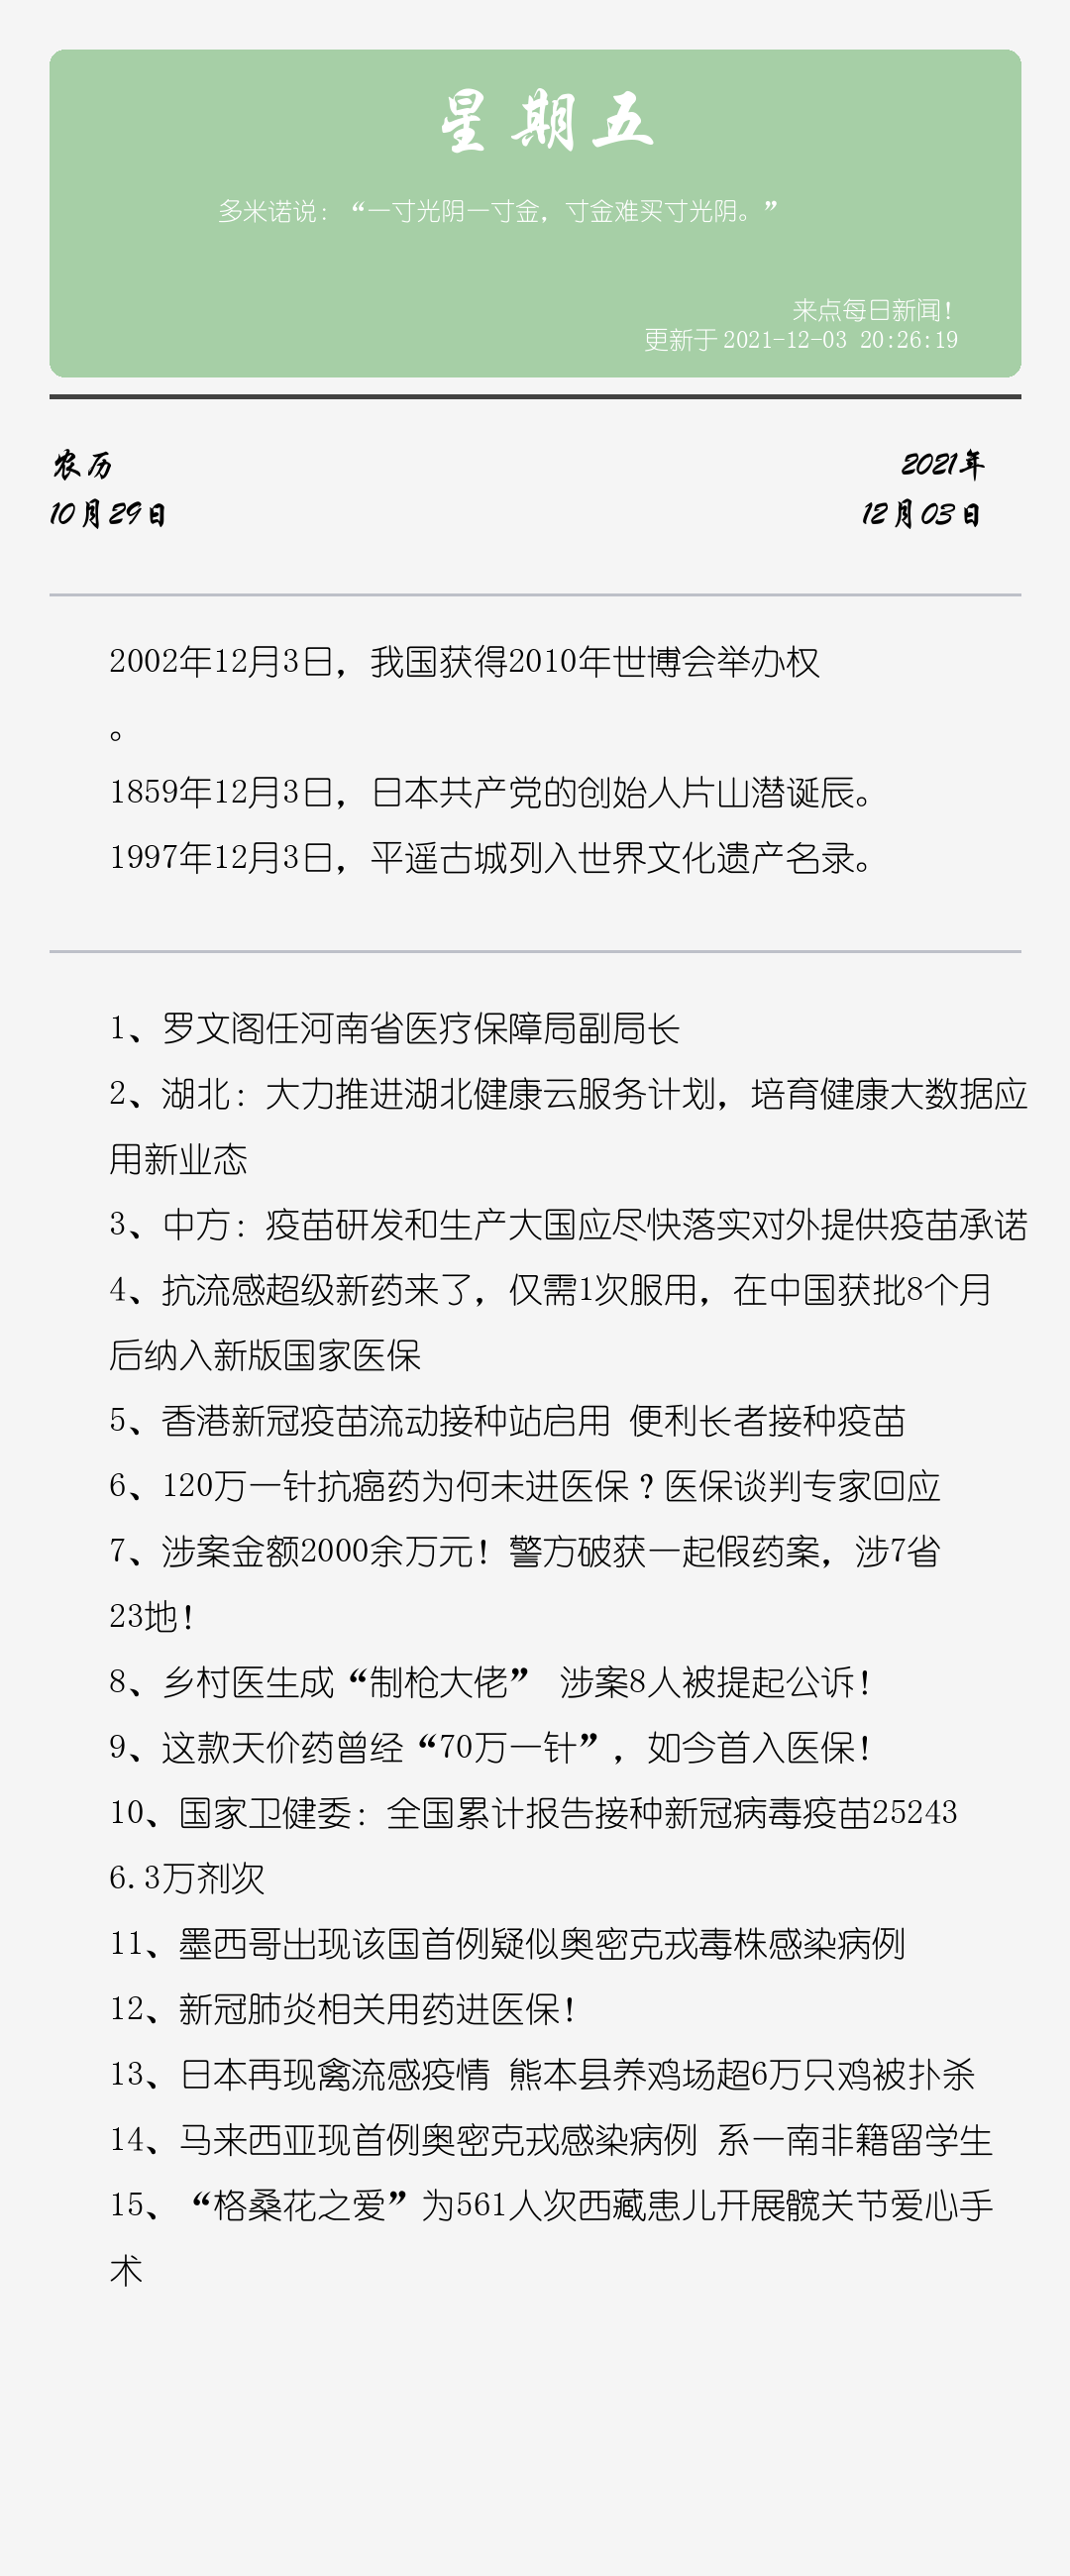 星期五
多米诺说：“一寸光阴一寸金，寸金难买寸光阴。”
来点每日新闻！
更新于 2021-12-03 20:26:19
农历
2021年
10月29日
12月03日
2002年12月3日，我国获得2010年世博会举办权
。
1859年12月3日，日本共产党的创始人片山潜诞辰。
1997年12月3日，平遥古城列入世界文化遗产名录。
1、罗文阁任河南省医疗保障局副局长
2、湖北：大力推进湖北健康云服务计划，培育健康大数据应
用新业态
3、中方：疫苗研发和生产大国应尽快落实对外提供疫苗承诺
4、抗流感超级新药来了，仅需1次服用，在中国获批8个月
后纳入新版国家医保
5、香港新冠疫苗流动接种站启用 便利长者接种疫苗
6、120万一针抗癌药为何未进医保？医保谈判专家回应
7、涉案金额2000余万元！警方破获一起假药案，涉7省
23地！
8、乡村医生成“制枪大佬” 涉案8人被提起公诉！
9、这款天价药曾经“70万一针”，如今首入医保！
10、国家卫健委：全国累计报告接种新冠病毒疫苗25243
6.3万剂次
11、墨西哥出现该国首例疑似奥密克戎毒株感染病例
12、新冠肺炎相关用药进医保！
13、日本再现禽流感疫情 熊本县养鸡场超6万只鸡被扑杀
14、马来西亚现首例奥密克戎感染病例 系一南非籍留学生
15、“格桑花之爱”为561人次西藏患儿开展髋关节爱心手
术